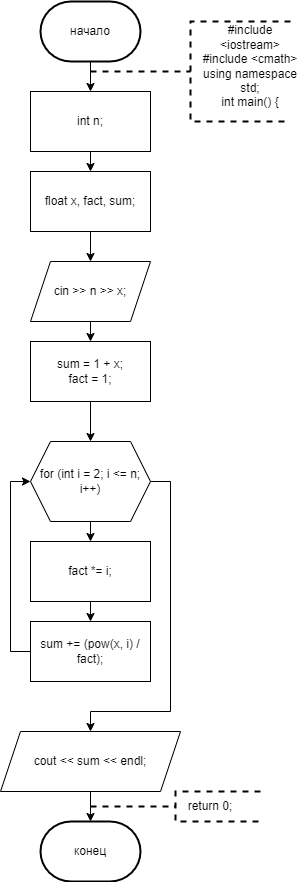 начало
#include
<iostream>
#include <cmath>
using namespace
std;
int main() {
int n;
float x, fact, sum;
cin >> n >> x;
sum = 1 + x;
fact = 1;
for (int i = 2; i <= n;
i++)
fact *= i;
sum += (pow(x, i) /
fact);
cout << sum << endl;
return 0;
конец